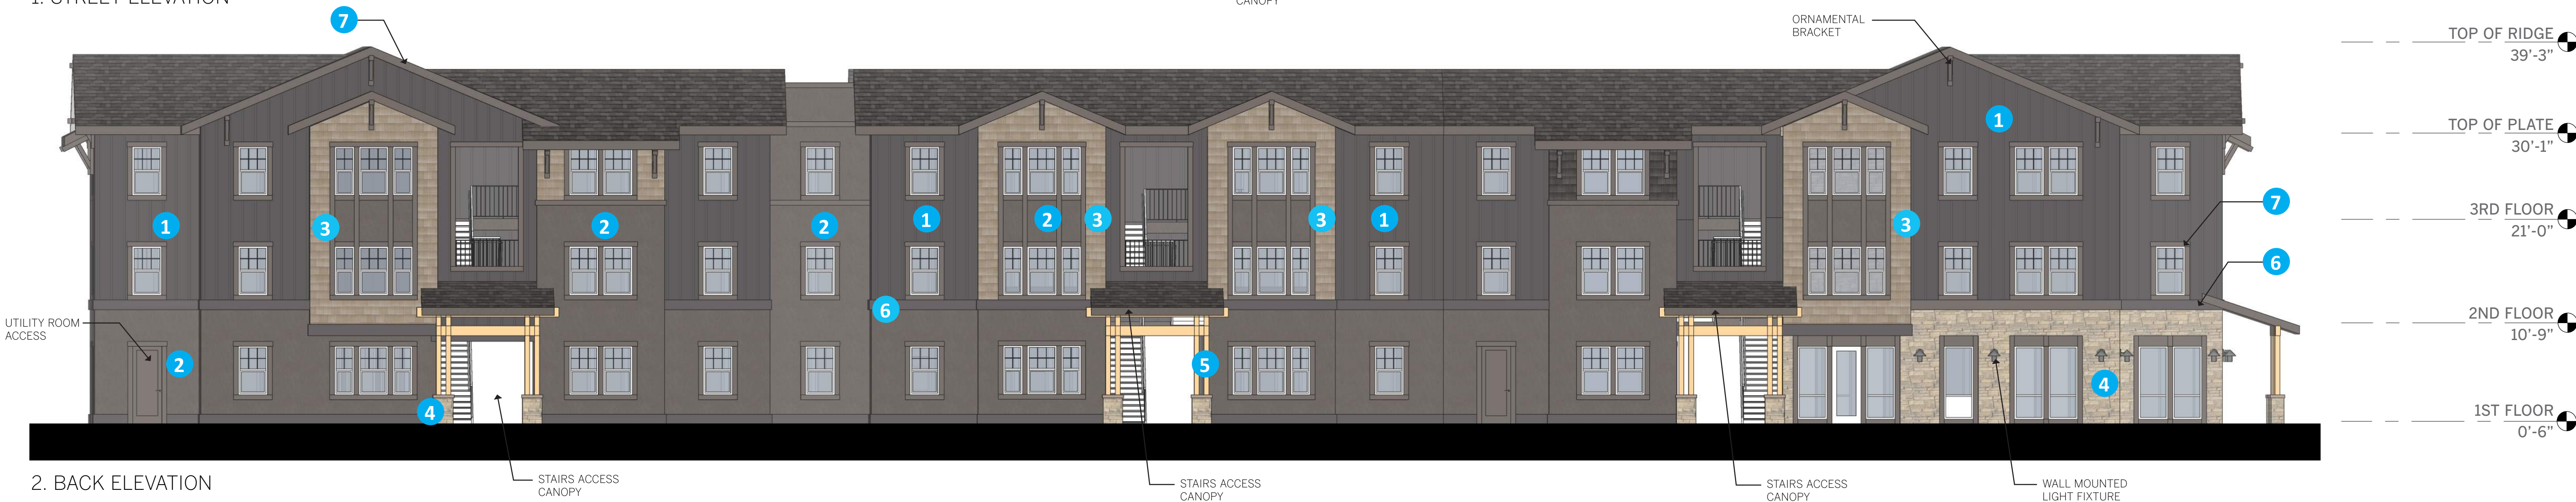 1. STREET ELEVATION
CANOPY
7
ORNAMENTAL
BRACKET
TOP OF RIDGE
39'-3"
1
TOP OF PLATE
30'-1"
7
1
3
2
2
1
2
3
3
1
3
3RD FLOOR
21'-0"
6
6
UTILITY ROOM
ACCESS
2ND FLOOR
10'-9"
2
5
4
4
1ST FLOOR
0'-6"
2. BACK ELEVATION
STAIRS ACCESS
CANOPY
STAIRS ACCESS
CANOPY
STAIRS ACCESS
CANOPY
WALL MOUNTED
LIGHT FIXTURE